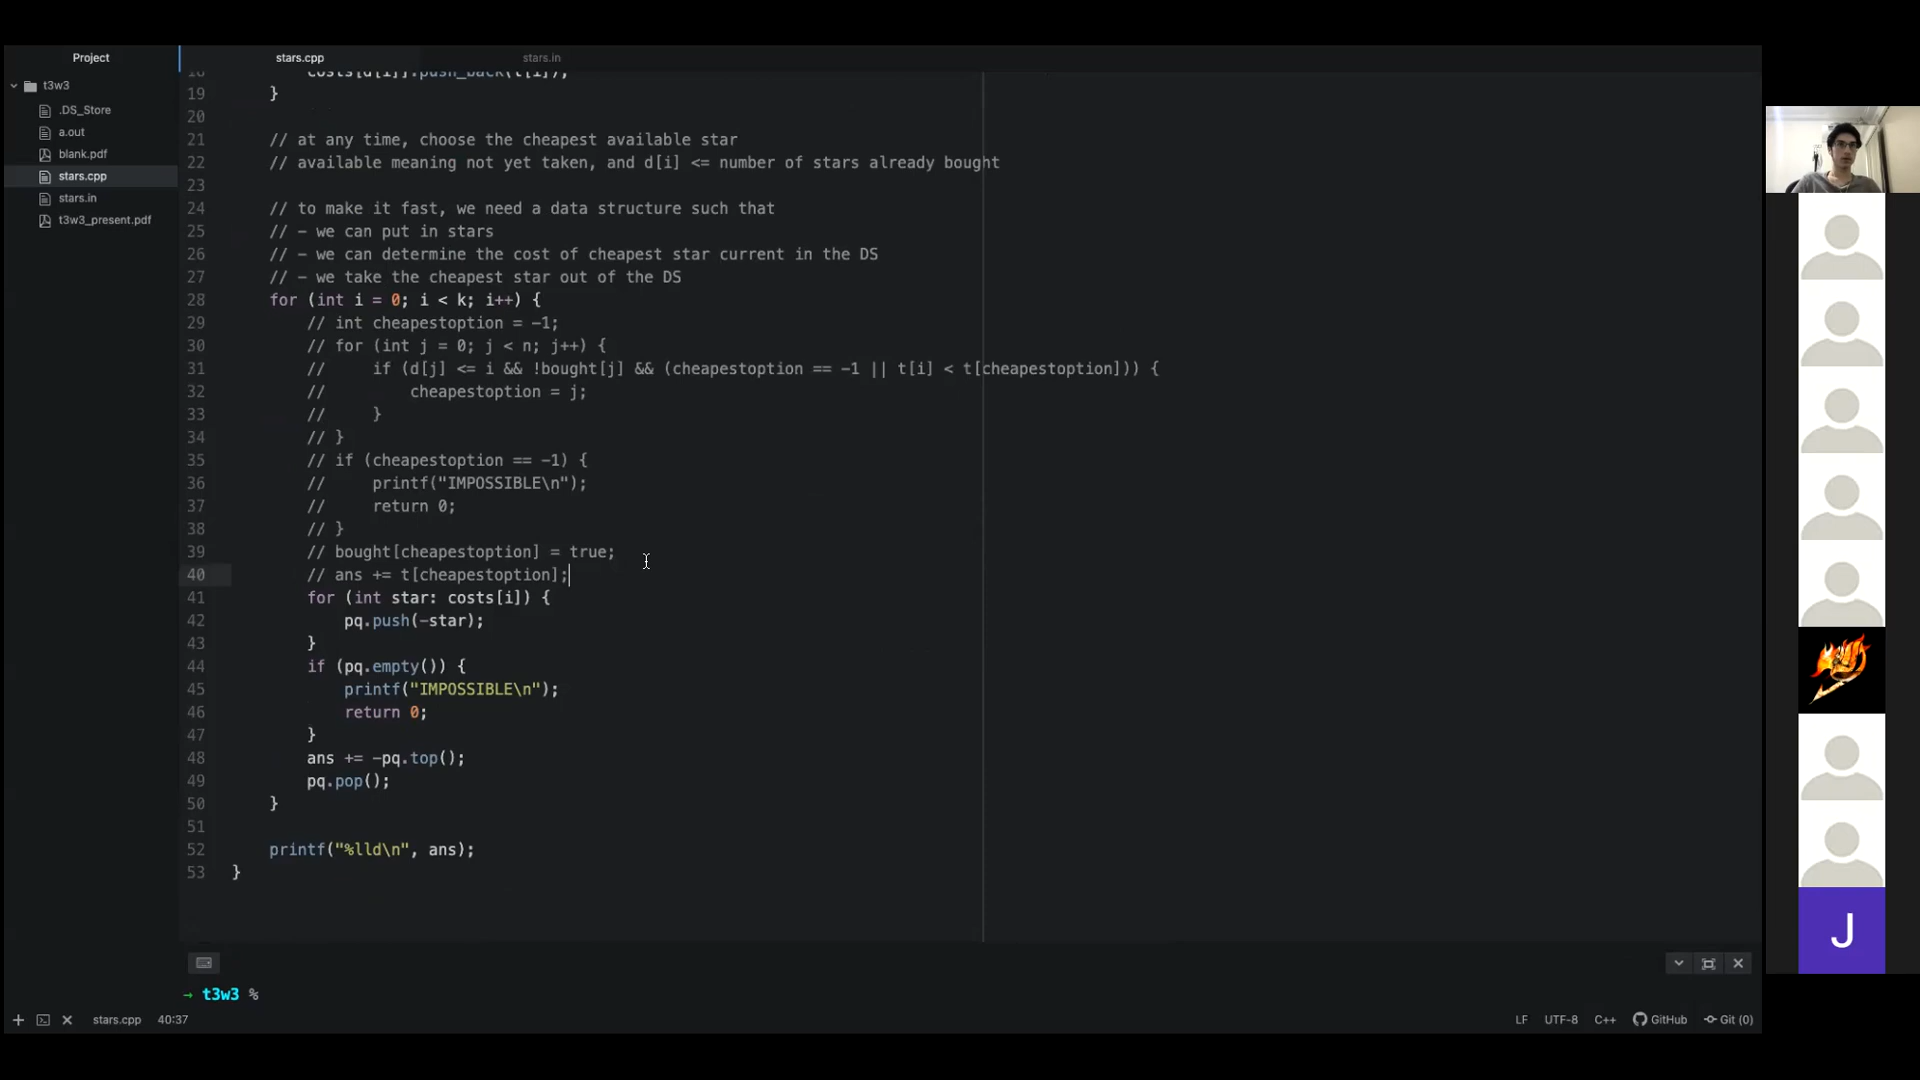 Project
stars.cpp
stars.in
t3w3
.DS_Store
a.out
blank.pdf
stars.cpp
stars.in
t3w3_present.pdf
18 costs[d[i]].push_back(t[i]);
19 }
20
21 // at any time, choose the cheapest available star
22 // available meaning not yet taken, and d[i] <= number of stars already bought
23
24 // to make it fast, we need a data structure such that
25 // - we can put in stars
26 // - we can determine the cost of cheapest star current in the DS
27 // - we take the cheapest star out of the DS
28 for (int i = 0; i < k; i++) {
29 // int cheapestoption = -1;
30 // for (int j = 0; j < n; j++) {
31 // if (d[j] <= i && !bought[j] && (cheapestoption == -1 || t[i] < t[cheapestoption])) {
32 // cheapestoption = j;
33 // }
34 // }
35 // if (cheapestoption == -1) {
36 // printf("IMPOSSIBLE\n");
37 // return 0;
38 // }
39 // bought[cheapestoption] = true;
40 // ans += t[cheapestoption];
41 for (int star: costs[i]) {
42 pq.push(-star);
43 }
44 if (pq.empty()) {
45 printf("IMPOSSIBLE\n");
46 return 0;
47 }
48 ans += -pq.top();
49 pq.pop();
50 }
51
52 printf("%lld\n", ans);
53 }
→ t3w3 %
stars.cpp 40:37
LF UTF-8 C++ GitHub Git (0)
J